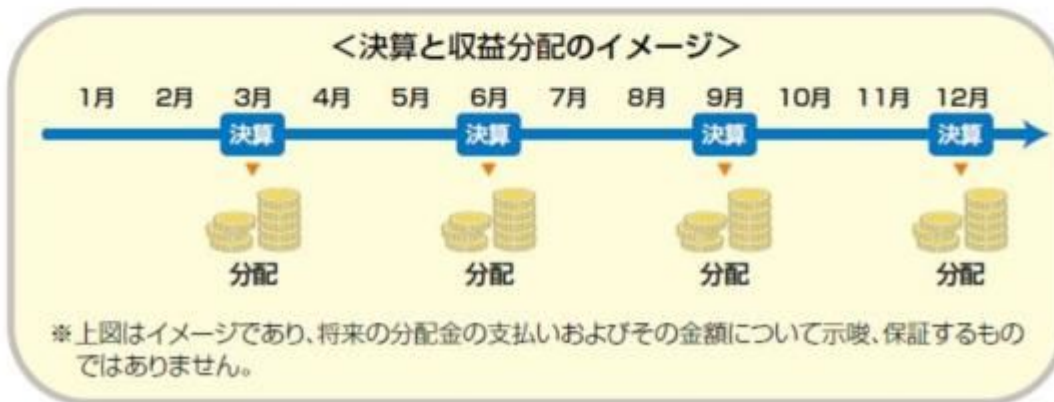 <決算と収益分配のイメージ>
1月 2月 3月 4月 5月 6月 7月 8月 9月 10月 11月 12月
決算 決算 決算 決算
分配 分配 分配 分配
※上図はイメージであり、将来の分配金の支払いおよびその金額について示唆、保証するもの
ではありません。